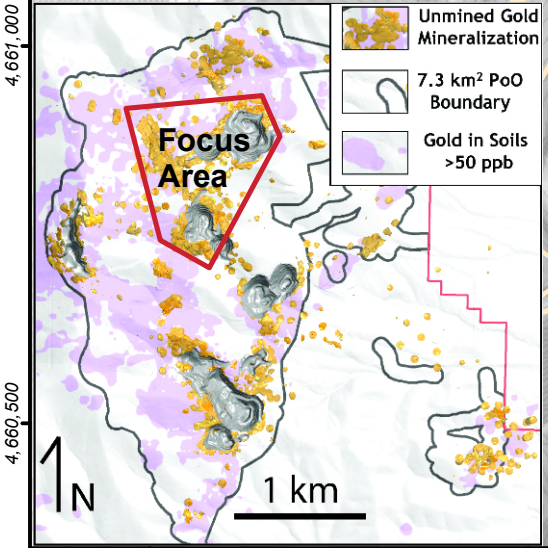 4,661,000
4,660,500
Unmined Gold
Mineralization
7.3 km² PoO
Boundary
Gold in Soils
>50 ppb
Focus
Area
N
1 km